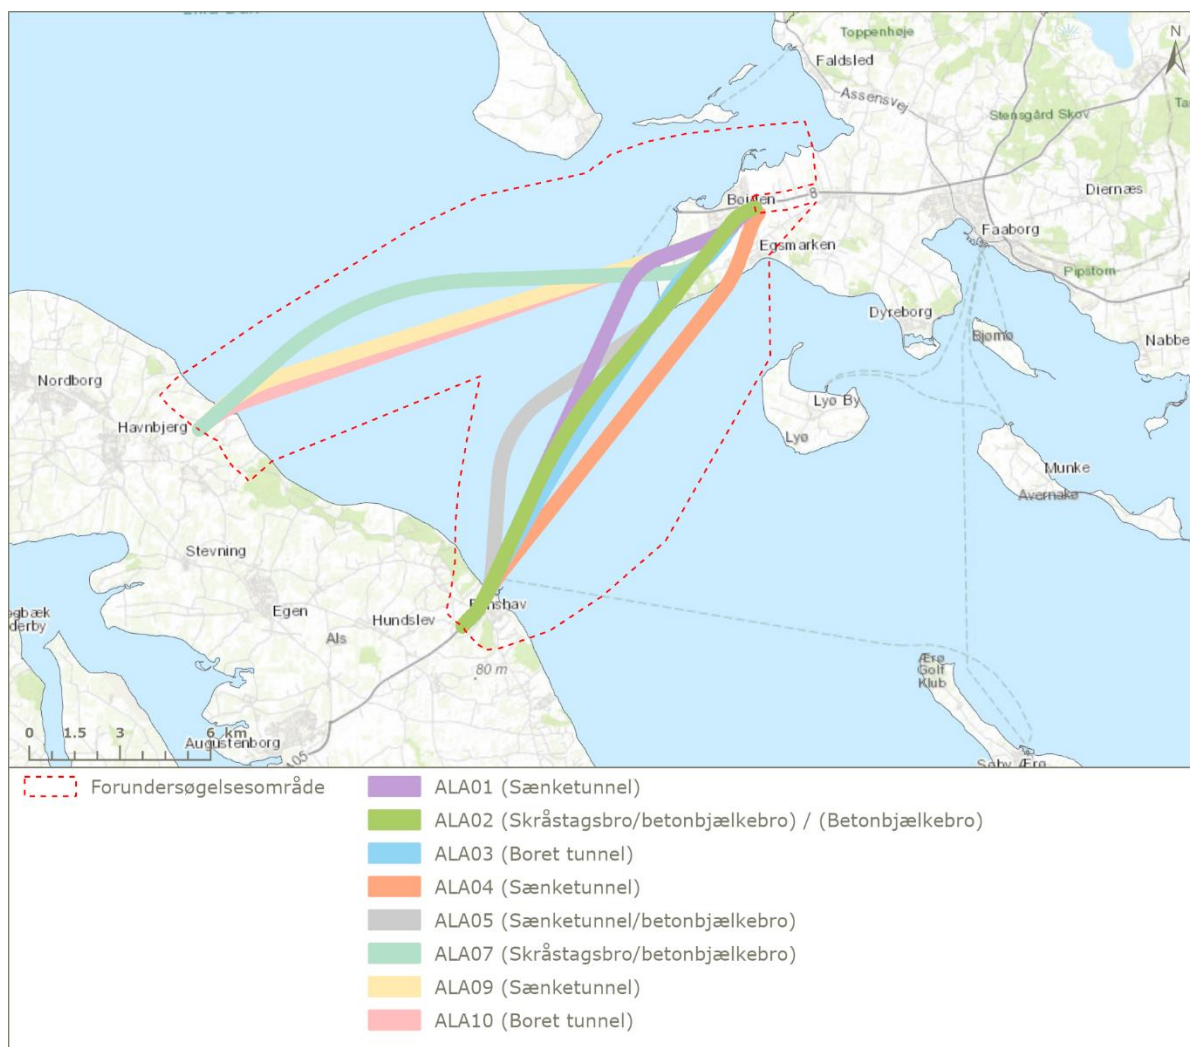 Toppenhøje
N
Faldsled
Assensvej
Stensgård Skov
Diernæs
8
Faaborg
Egsmarken
Pipstorn
Dyreborg
Bjørnø
Nordborg
Lyø By
Havnbjerg
Lyø
Munke
Avernakø
Stevning
Egen
Hundslev
Als
80 m
Ærø
Golf
Klub
0 1.5 3 6 km
Augustenborg
Forundersøgelsesområde
ALA01 (Sænketunnel)
ALA02 (Skråstagsbro/betonbjælkebro) / (Betonbjælkebro)
ALA03 (Boret tunnel)
ALA04 (Sænketunnel)
ALA05 (Sænketunnel/betonbjælkebro)
ALA07 (Skråstagsbro/betonbjælkebro)
ALA09 (Sænketunnel)
ALA10 (Boret tunnel)